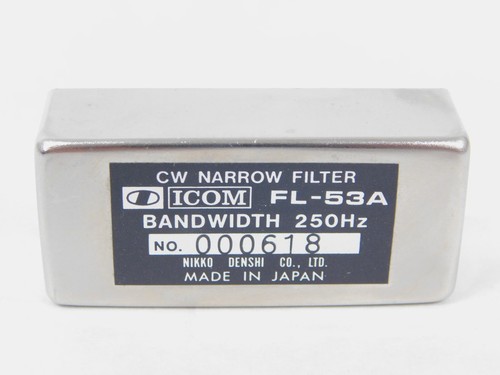 CW NARROW FILTER
ICOM FL-53A
BANDWIDTH 250Hz
NO. 000618
NIKKO DENSHI CO., LTD.
MADE IN JAPAN